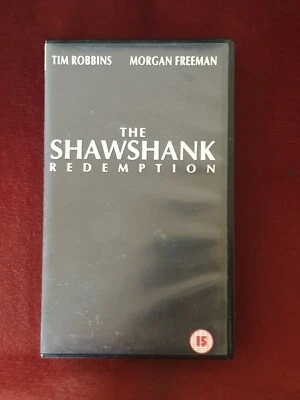 TIM ROBBINS MORGAN FREEMAN
THE
SHAWSHANK
REDEMPTION
15